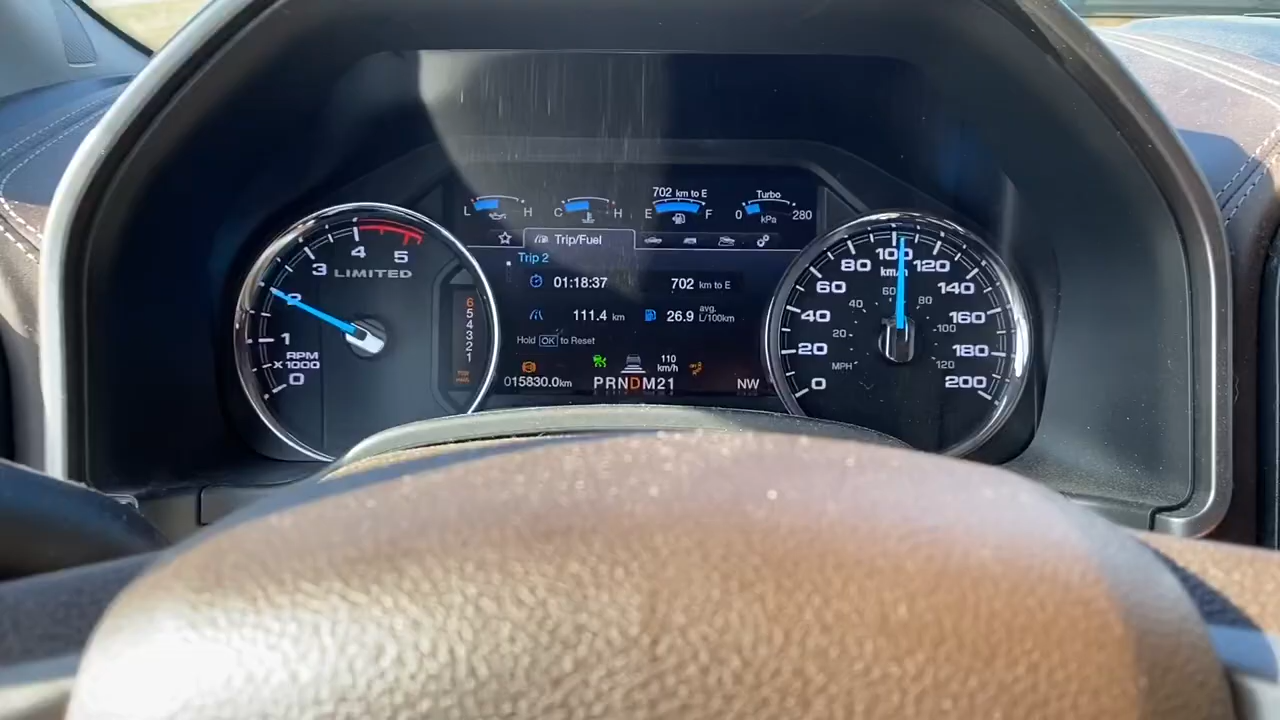 702 km to E
Turbo
L H
C H
E F
0 kPa 280
Trip/Fuel
Trip 2
01:18:37
702 km to E
111.4 km
26.9 avg. L/100km
Hold OK to Reset
110 km/h
015830.0km
PRNDM21
NW
0
1
2
3
4
5
LIMITED
RPM
X1000
6
5
4
3
2
1
0
20
40
60
80
100
120
140
160
180
200
km/h
20
40
60
80
100
120
MPH